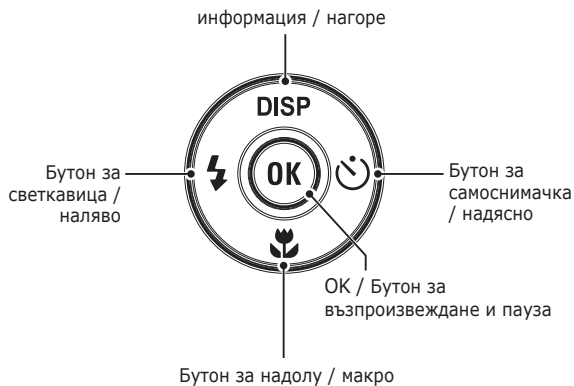 информация / нагоре
DISP
Бутон за
светкавица /
наляво
OK
Бутон за
самоснимачка
/ надясно
OK / Бутон за
възпроизвеждане и пауза
Бутон за надолу / макро